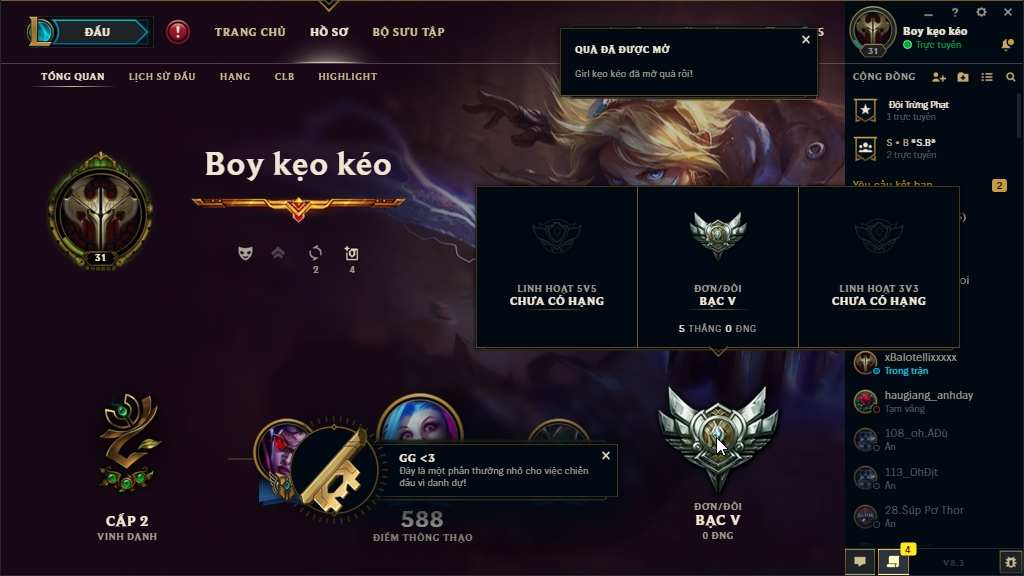 ĐẤU
TRANG CHỦ
HỒ SƠ
BỘ SƯU TẬP
5
QUÀ ĐÃ ĐƯỢC MỞ
Girl kẹo kéo đã mở quà rồi!
Boy kẹo kéo
Trực tuyến
31
TỔNG QUAN
LỊCH SỬ ĐẤU
HẠNG
CLB
HIGHLIGHT
CỘNG ĐỒNG
Đội Trừng Phạt
1 trực tuyến
S • B *S.B*
2 trực tuyến
Yêu cầu kết bạn
2
Boy kẹo kéo
31
2
4
LINH HOẠT 5V5
CHƯA CÓ HẠNG
ĐƠN/ĐÔI
BẠC V
5 THẮNG 0 ĐNG
LINH HOẠT 3V3
CHƯA CÓ HẠNG
xBalotellixxxxx
Trong trận
haugiang_anhday
Tạm vắng
108_oh.ÁĐù
Ẩn
113_OhĐịt
Ẩn
28.Súp Pơ Thor
Ẩn
GG <3
Đây là một phần thưởng nhỏ cho việc chiến
đấu vì danh dự!
CẤP 2
VINH DANH
588
ĐIỂM THÔNG THẠO
ĐƠN/ĐÔI
BẠC V
0 ĐNG
4
V8.3